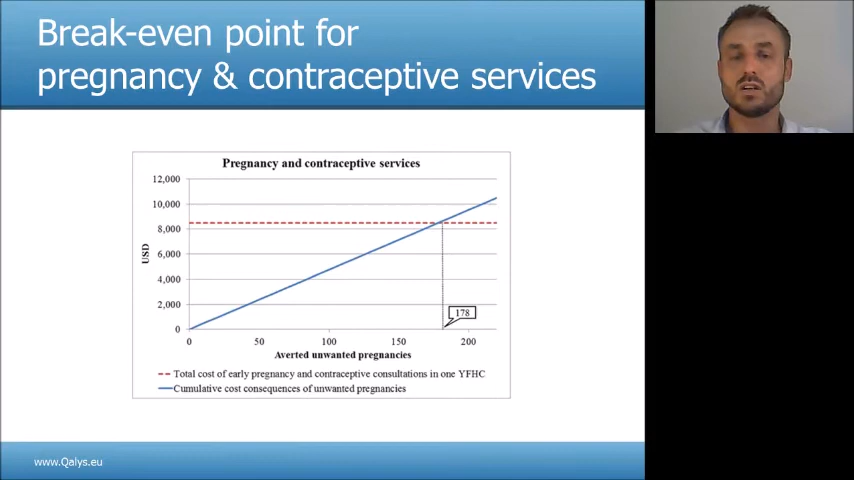 Break-even point for
pregnancy & contraceptive services
Pregnancy and contraceptive services
12,000
10,000
8,000
6,000
4,000
2,000
0
USD
178
0 50 100 150 200
Averted unwanted pregnancies
Total cost of early pregnancy and contraceptive consultations in one YFHC
Cumulative cost consequences of unwanted pregnancies
www.Qalys.eu